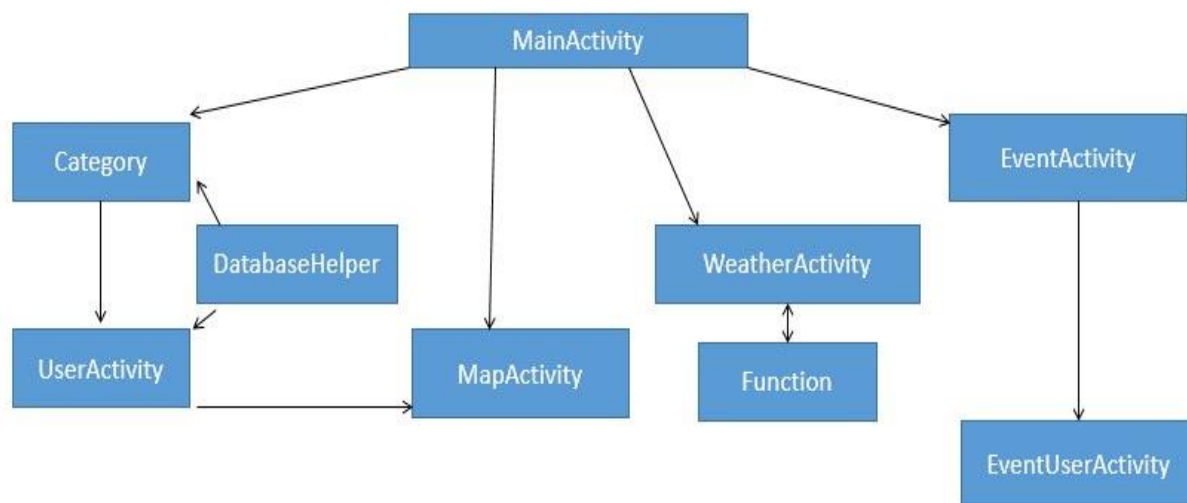 MainActivity
Category
EventActivity
DatabaseHelper
WeatherActivity
UserActivity
MapActivity
Function
EventUserActivity